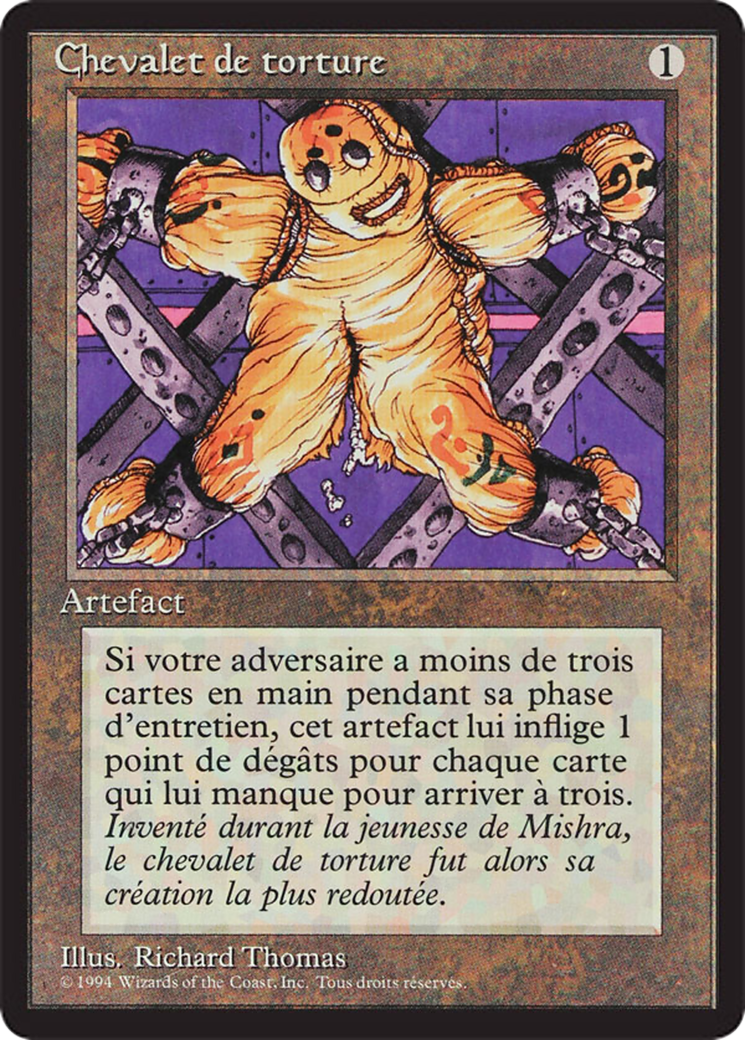 Chevalet de torture
1
Artefact
Si votre adversaire a moins de trois
cartes en main pendant sa phase
d'entretien, cet artefact lui inflige 1
point de dégâts pour chaque carte
qui lui manque pour arriver à trois.
Inventé durant la jeunesse de Mishra,
le chevalet de torture fut alors sa
création la plus redoutée.
Illus. Richard Thomas
© 1994 Wizards of the Coast, Inc. Tous droits réservés.